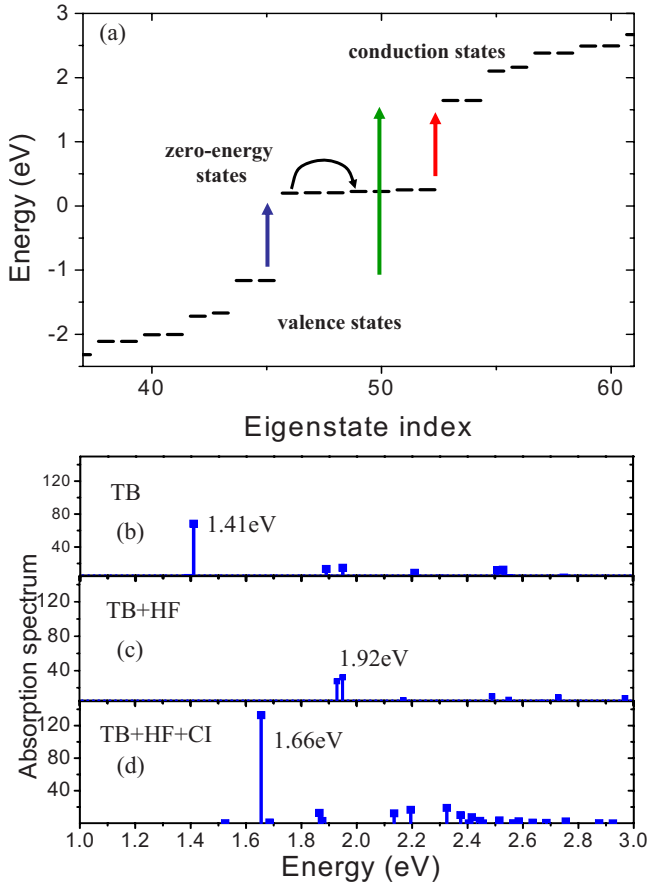 (a)
conduction states
zero-energy
states
valence states
3
2
1
0
-1
-2
Energy (eV)
40
50
60
Eigenstate index
TB
(b)
1.41eV
120
80
40
TB+HF
(c)
1.92eV
120
80
40
TB+HF+CI
(d)
1.66eV
120
80
40
Absorption spectrum
1.0
1.2
1.4
1.6
1.8
2.0
2.2
2.4
2.6
2.8
3.0
Energy (eV)